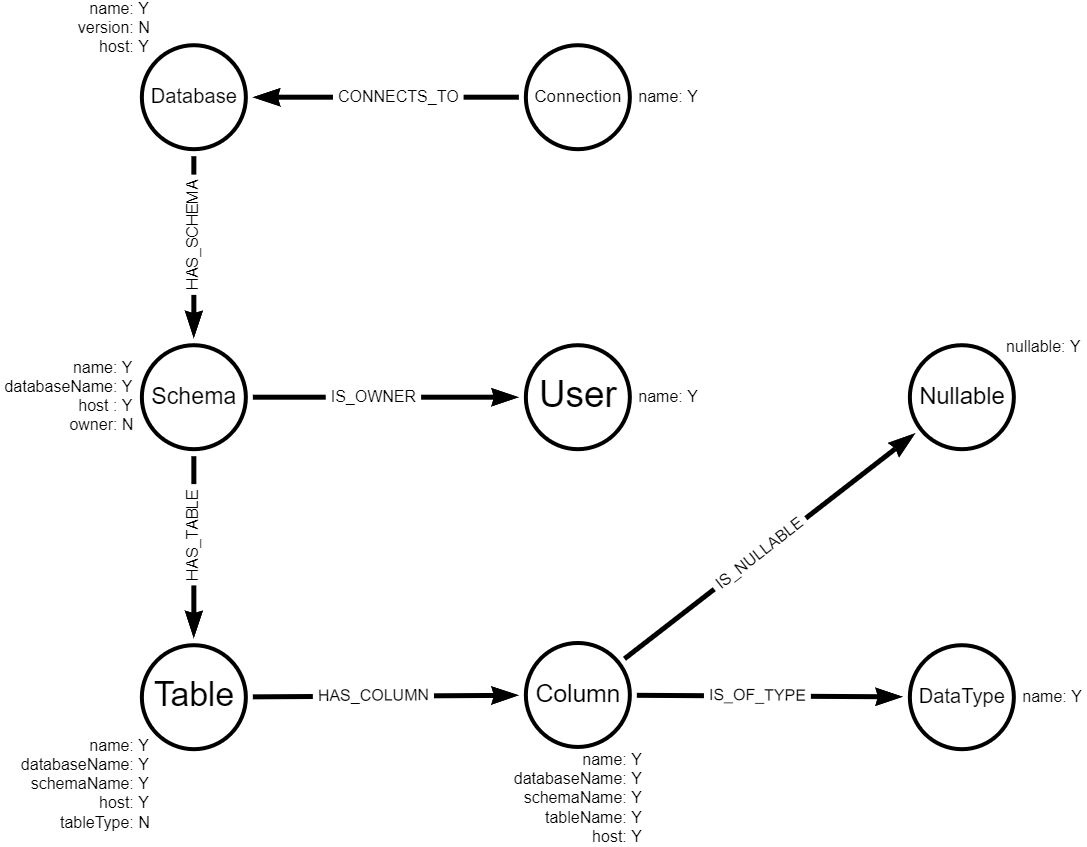 name: Y
version: N
host: Y
Database
CONNECTS_TO
Connection
name: Y
HAS_SCHEMA
name: Y
databaseName: Y
host : Y
owner: N
Schema
IS_OWNER
User
name: Y
nullable: Y
Nullable
HAS_TABLE
IS_NULLABLE
Table
HAS_COLUMN
Column
IS_OF_TYPE
DataType
name: Y
name: Y
databaseName: Y
schemaName: Y
host: Y
tableType: N
name: Y
databaseName: Y
schemaName: Y
tableName: Y
host: Y